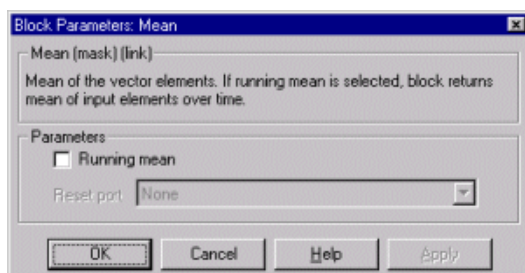 Block Parameters: Mean
Mean (mask) (link)
Mean of the vector elements. If running mean is selected, block returns
mean of input elements over time.
Parameters
Running mean
Reset port None
OK Cancel Help Apply